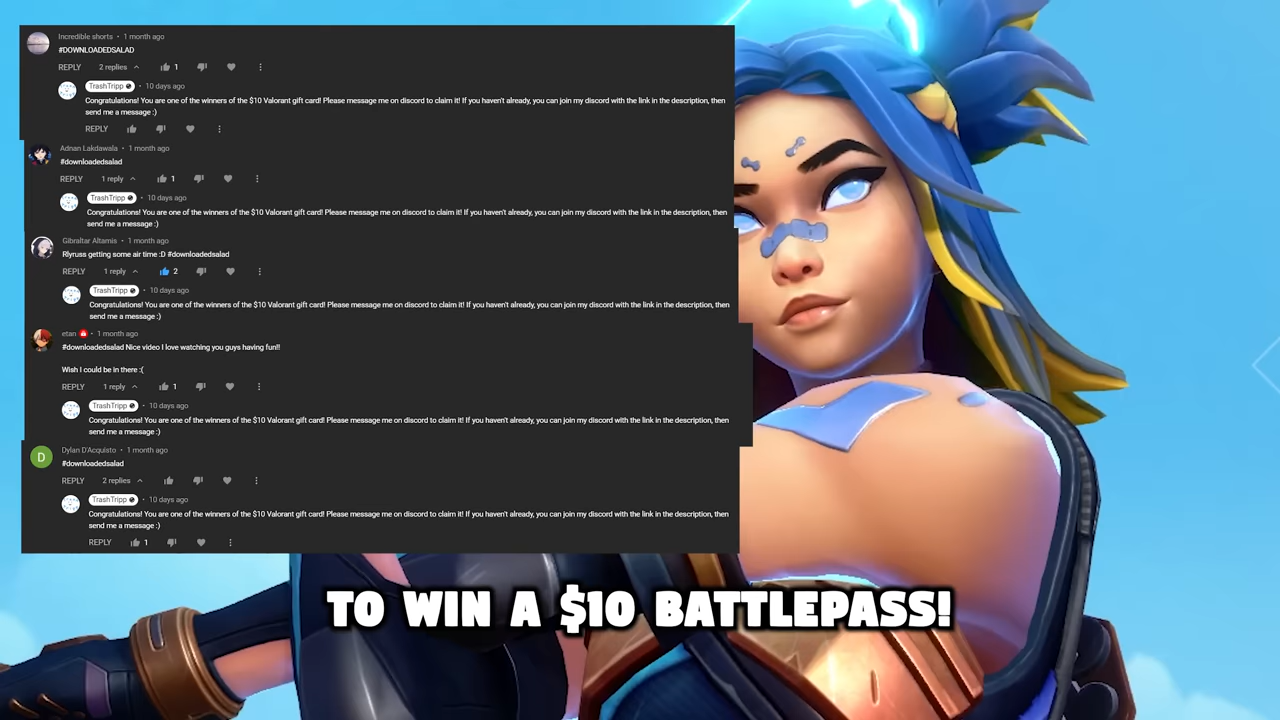 Incredible shorts • 1 month ago
#DOWNLOADEDSALAD
REPLY 2 replies 1
TrashTripp • 10 days ago
Congratulations! You are one of the winners of the $10 Valorant gift card! Please message me on discord to claim it! If you haven't already, you can join my discord with the link in the description, then
send me a message :)
REPLY
Adnan Lakdawala • 1 month ago
#downloadedsalad
REPLY 1 reply 1
TrashTripp • 10 days ago
Congratulations! You are one of the winners of the $10 Valorant gift card! Please message me on discord to claim it! If you haven't already, you can join my discord with the link in the description, then
send me a message :)
Gibraltar Altamis • 1 month ago
Rlyruss getting some air time :D #downloadedsalad
REPLY 1 reply 2
TrashTripp • 10 days ago
Congratulations! You are one of the winners of the $10 Valorant gift card! Please message me on discord to claim it! If you haven't already, you can join my discord with the link in the description, then
send me a message :)
etan • 1 month ago
#downloadedsalad Nice video I love watching you guys having fun!!
Wish I could be in there :(
REPLY 1 reply 1
TrashTripp • 10 days ago
Congratulations! You are one of the winners of the $10 Valorant gift card! Please message me on discord to claim it! If you haven't already, you can join my discord with the link in the description, then
send me a message :)
D
Dylan D'Acquisto • 1 month ago
#downloadedsalad
REPLY 2 replies
TrashTripp • 10 days ago
Congratulations! You are one of the winners of the $10 Valorant gift card! Please message me on discord to claim it! If you haven't already, you can join my discord with the link in the description, then
send me a message :)
REPLY 1
TO WIN A $10 BATTLEPASS!